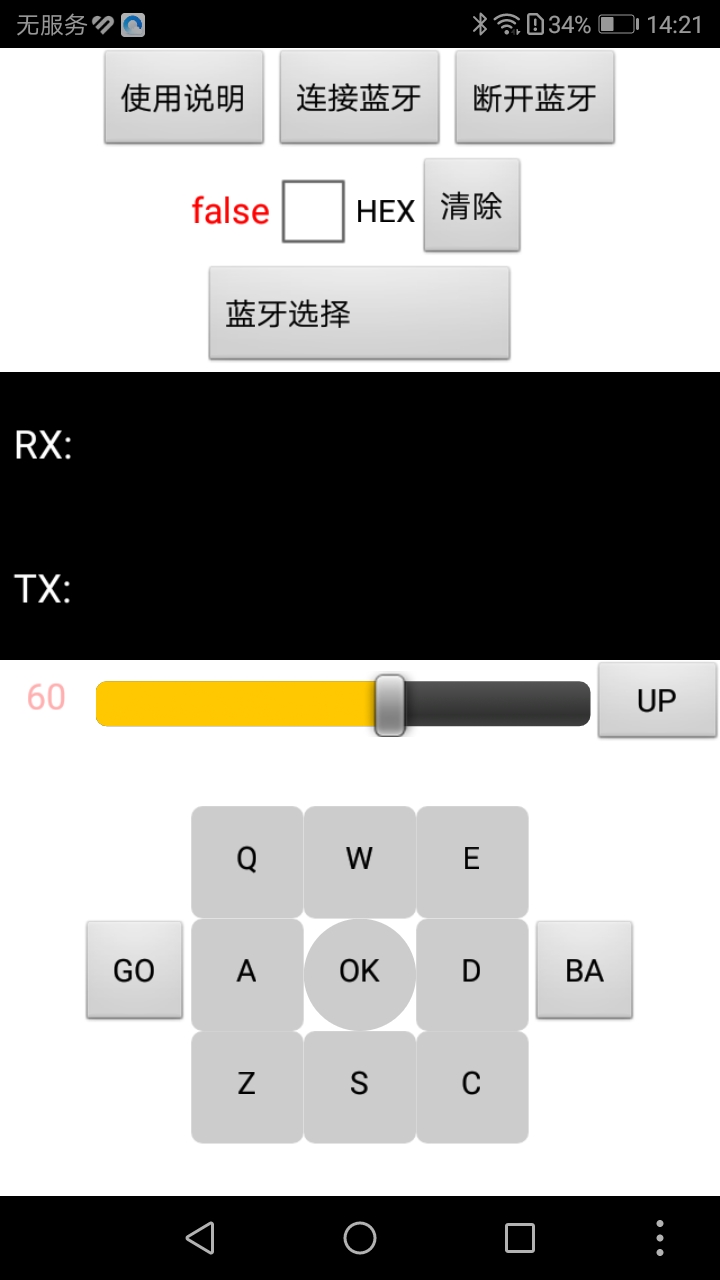 无服务 34% 14:21
使用说明 连接蓝牙 断开蓝牙
false HEX 清除
蓝牙选择
RX:
TX:
60 UP
Q W E
GO A OK D BA
Z S C